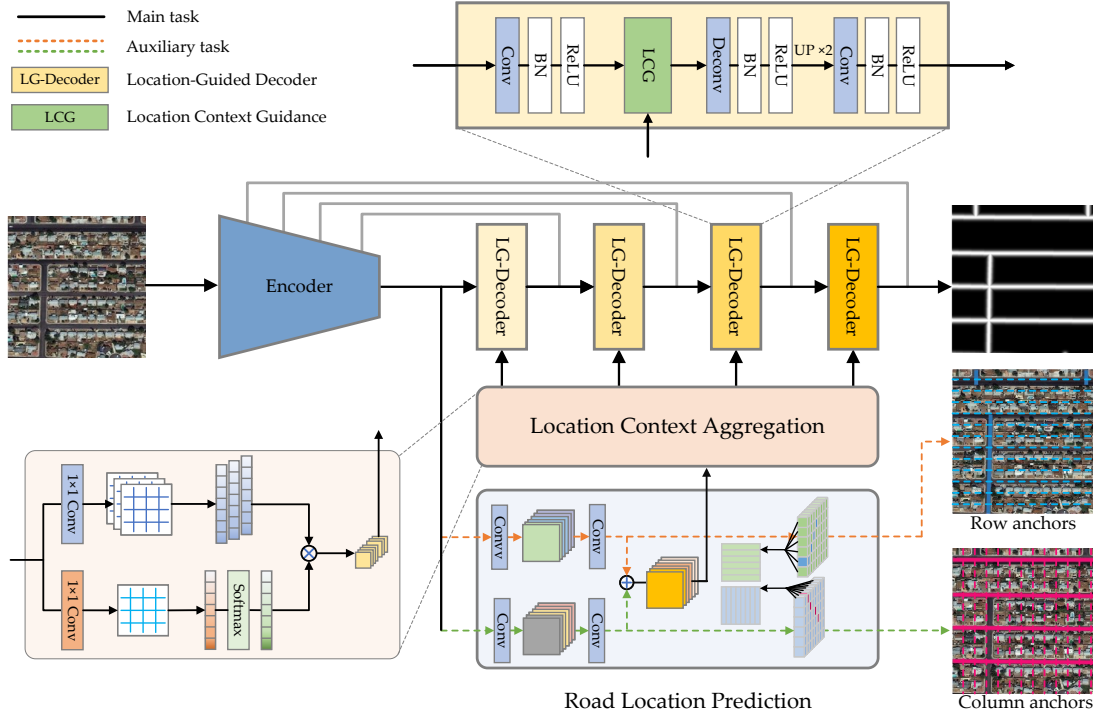 Main task
Auxiliary task
LG-Decoder Location-Guided Decoder
LCG Location Context Guidance
Conv BN ReLU LCG Deconv BN ReLU UP ×2 Conv BN ReLU
Encoder
LG-Decoder LG-Decoder LG-Decoder LG-Decoder
Location Context Aggregation
1×1 Conv
1×1 Conv
Softmax
Convv Conv
Conv Conv
Road Location Prediction
Row anchors
Column anchors